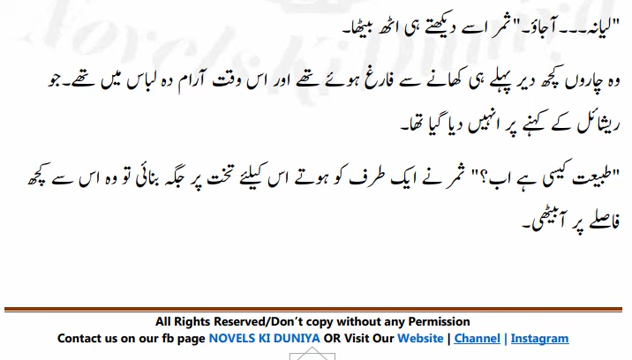 "لیانہ۔۔۔آجاؤ۔" ثمر اسے دیکھتے ہی اٹھ بیٹھا۔
وہ چاروں کچھ دیر پہلے ہی کھانے سے فارغ ہوئے تھے اور اس وقت آرام دہ لباس میں تھے۔جو
ریشائل کے کہنے پر انہیں دیا گیا تھا۔
"طبیعت کیسی ہے اب؟" ثمر نے ایک طرف کو ہوتے اس کیلئے تخت پر جگہ بنائی تو وہ اس سے کچھ
فاصلے پر آبیٹھی۔
All Rights Reserved/Don't copy without any Permission
Contact us on our fb page NOVELS KI DUNIYA OR Visit Our Website | Channel | Instagram